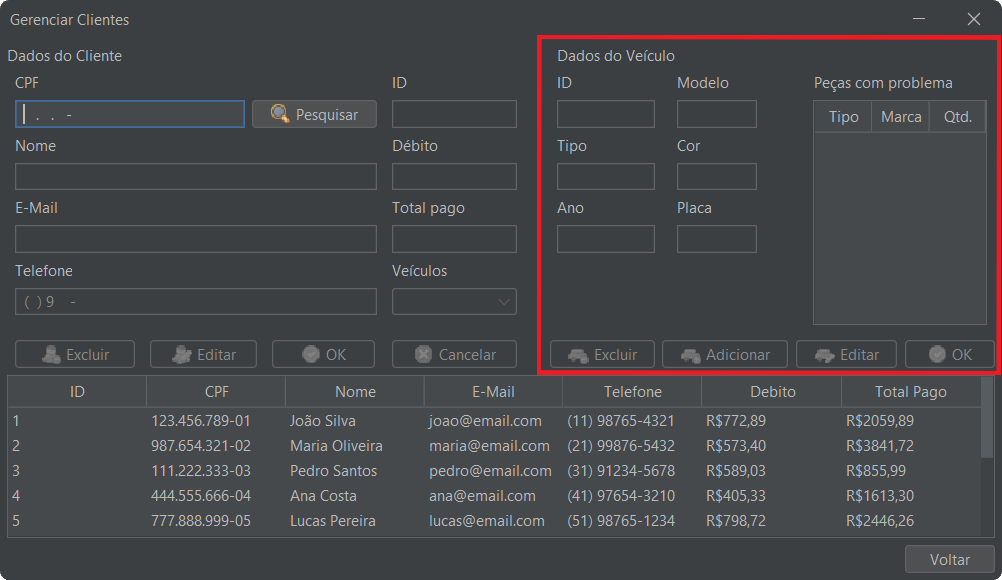 Gerenciar Clientes
Dados do Cliente
CPF
ID
. . -
Pesquisar
Nome
Débito
E-Mail
Total pago
Telefone
Veículos
( ) 9 -
Excluir Editar OK Cancelar
Dados do Veículo
ID Modelo Peças com problema
Tipo Marca Qtd.
Tipo Cor
Ano Placa
Excluir Adicionar Editar OK
ID CPF Nome E-Mail Telefone Debito Total Pago
1 123.456.789-01 João Silva joao@email.com (11) 98765-4321 R$772,89 R$2059,89
2 987.654.321-02 Maria Oliveira maria@email.com (21) 99876-5432 R$573,40 R$3841,72
3 111.222.333-03 Pedro Santos pedro@email.com (31) 91234-5678 R$589,03 R$855,99
4 444.555.666-04 Ana Costa ana@email.com (41) 97654-3210 R$405,33 R$1613,30
5 777.888.999-05 Lucas Pereira lucas@email.com (51) 98765-1234 R$798,72 R$2446,26
Voltar